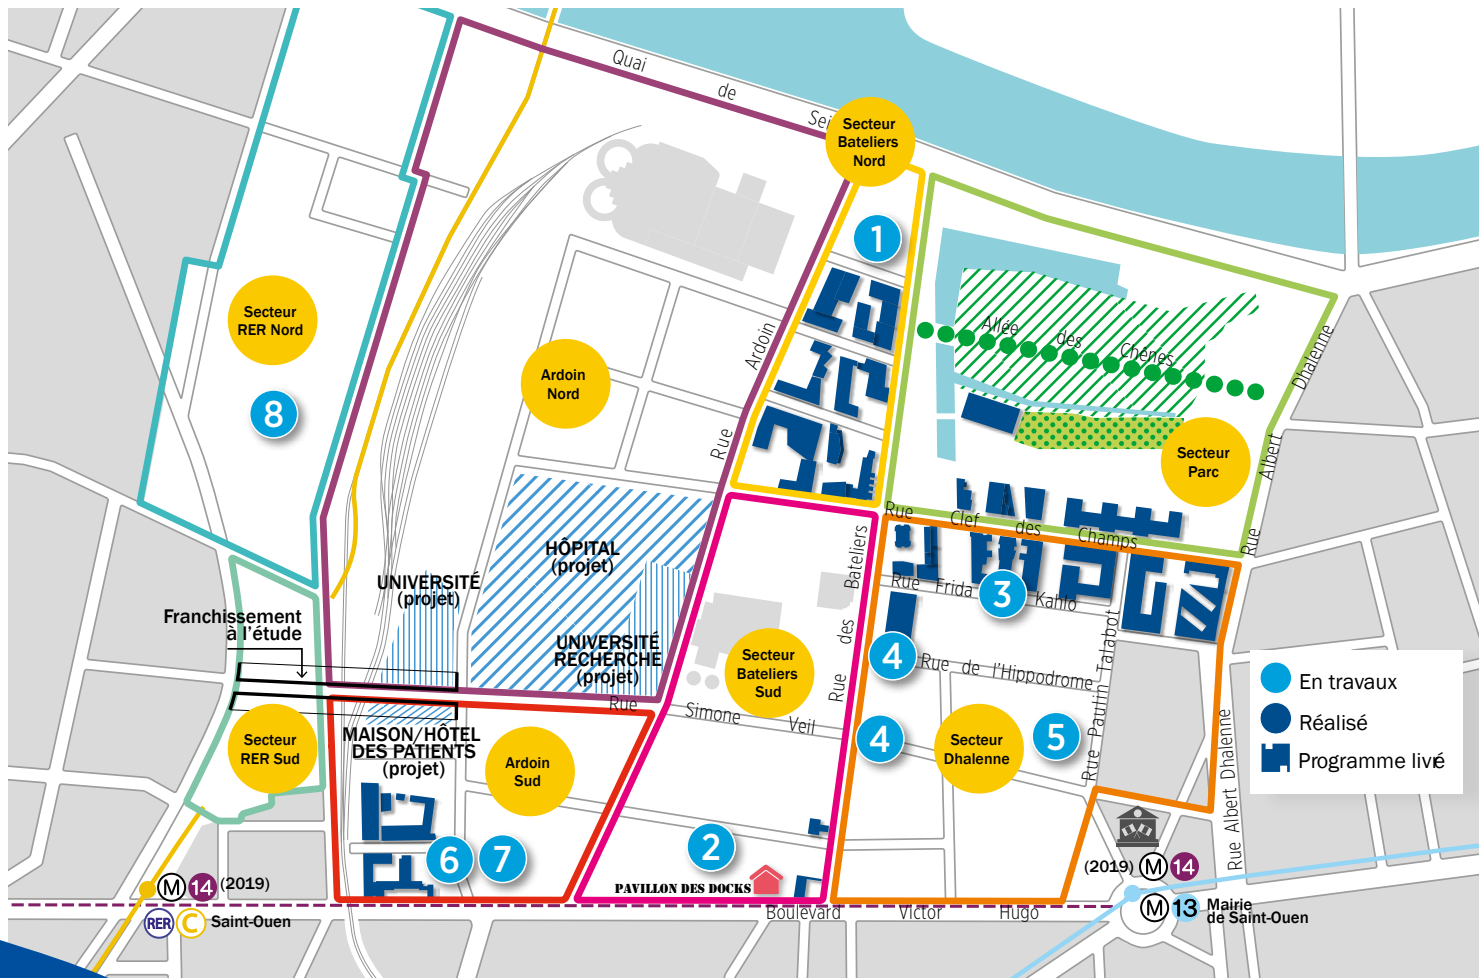 Quai
de
Sei
Secteur
Bateliers
Nord
1
Secteur
RER Nord
8
Ardoin
Nord
Rue
Ardoin
Allée
des
Chênes
Secteur
Parc
Rue
Albert
Dhalenne
Rue
Clef
des
Champs
HÔPITAL
(projet)
UNIVERSITÉ
(projet)
UNIVERSITÉ
RECHERCHE
(projet)
Franchissement
à l'étude
Rue
des
Bateliers
Rue
Frida
Kahlo
3
4
Rue de l'Hippodrome
Rue Paulin Talabot
Secteur
Bateliers
Sud
Rue
Simone
Veil
Secteur
RER Sud
MAISON/HÔTEL
DES PATIENTS
(projet)
Ardoin
Sud
4
Secteur
Dhalenne
5
Rue Albert Dhalenne
En travaux
Réalisé
Programme livré
6
7
2
PAVILLON DES DOCKS
M
14
(2019)
RER
C
Saint-Ouen
(2019)
M
14
M
13
Mairie
de Saint-Ouen
Boulevard
Victor
Hugo